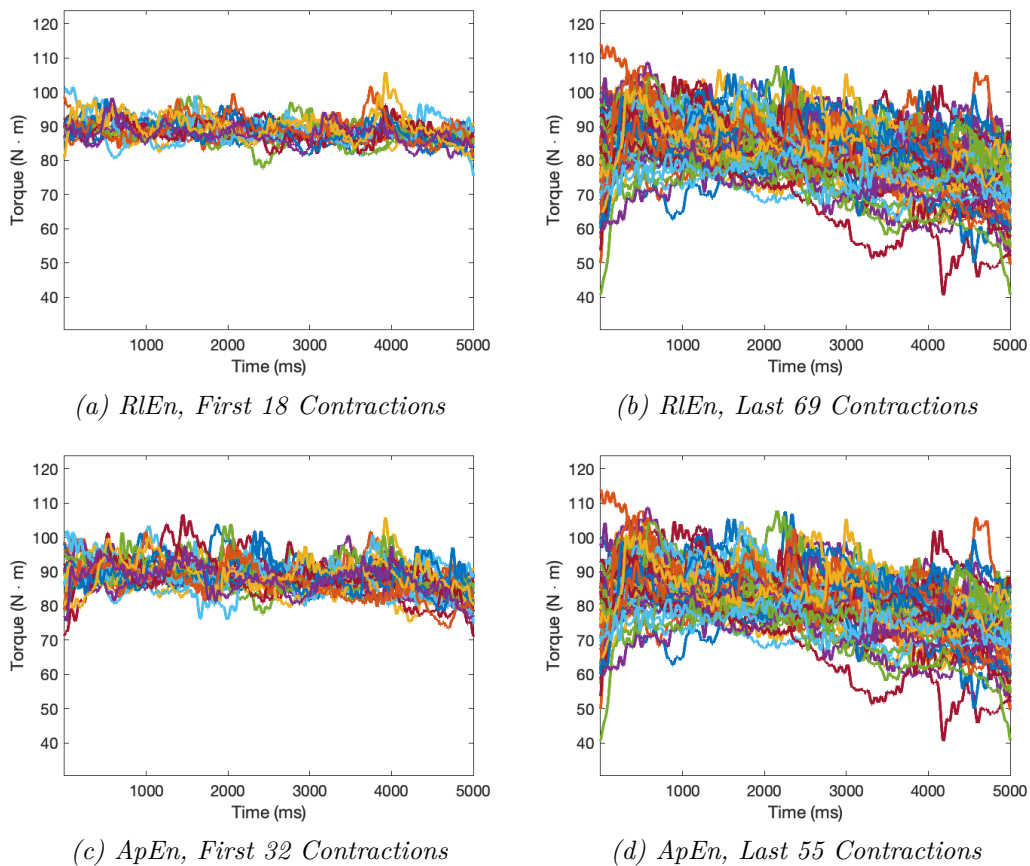 120
100
90
80
70
60
50
40
Torque (N · m)
1000 2000 3000 4000 5000
Time (ms)
(a) RlEn, First 18 Contractions
120
100
90
80
70
60
50
40
Torque (N · m)
1000 2000 3000 4000 5000
Time (ms)
(b) RlEn, Last 69 Contractions
120
100
90
80
70
60
50
40
Torque (N · m)
1000 2000 3000 4000 5000
Time (ms)
(c) ApEn, First 32 Contractions
120
100
90
80
70
60
50
40
Torque (N · m)
1000 2000 3000 4000 5000
Time (ms)
(d) ApEn, Last 55 Contractions